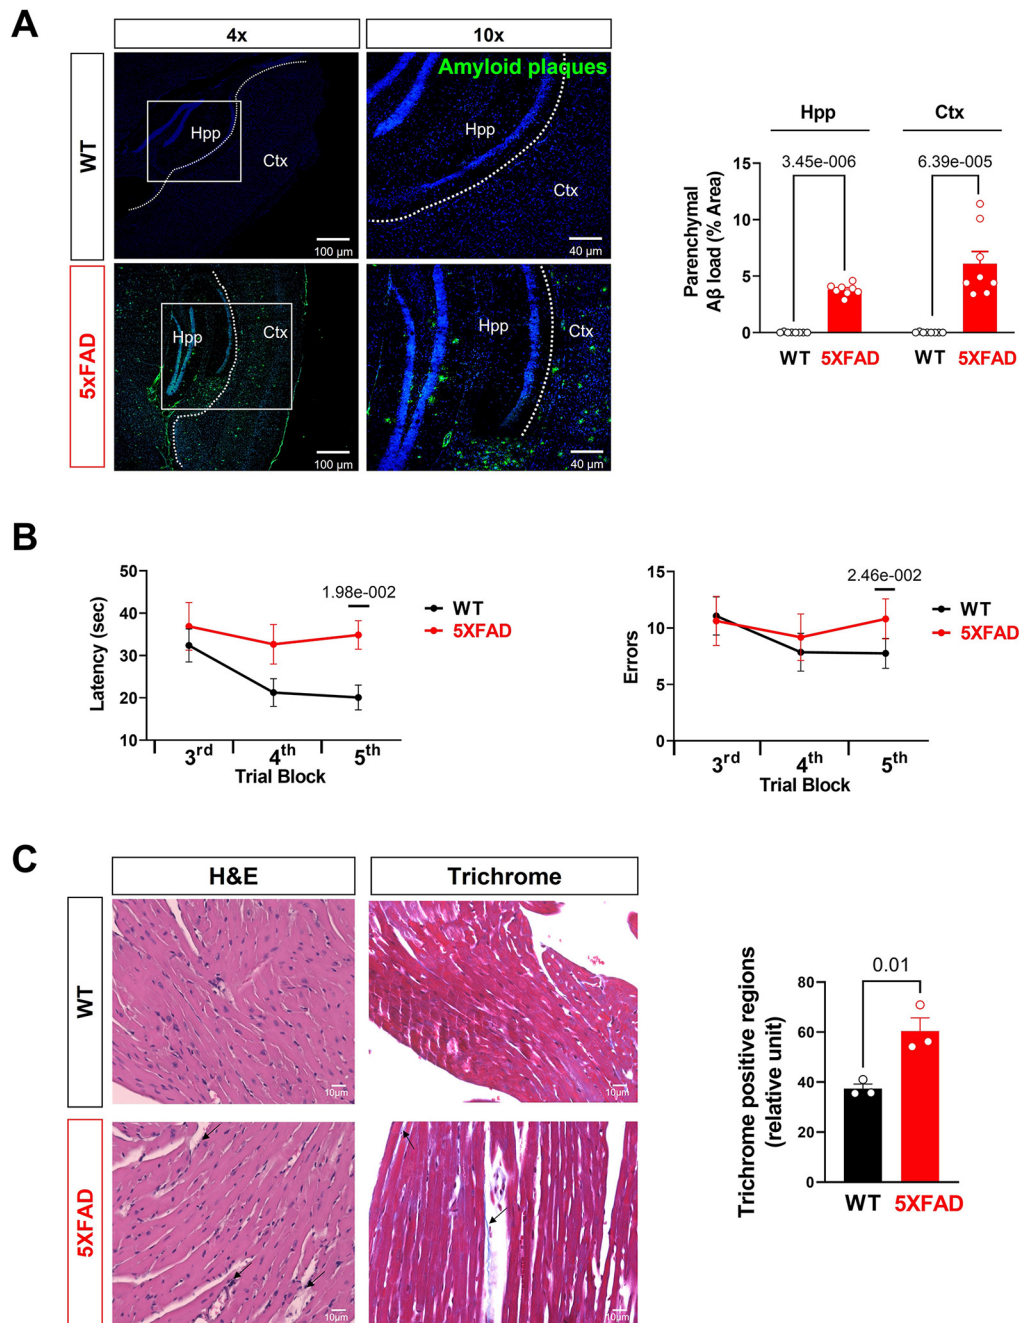 A
4x
10x
WT
Hpp
Ctx
100 µm
Amyloid plaques
Hpp
Ctx
40 µm
5xFAD
Hpp
Ctx
100 µm
Hpp
Ctx
40 µm
Hpp
Ctx
3.45e-006
6.39e-005
Parenchymal
Aβ load (% Area)
15
10
5
0
WT
5XFAD
WT
5XFAD
B
Latency (sec)
50
40
30
20
10
1.98e-002
WT
5XFAD
3rd
4th
5th
Trial Block
Errors
15
10
5
0
2.46e-002
WT
5XFAD
3rd
4th
5th
Trial Block
C
H&E
Trichrome
WT
10µm
10µm
5XFAD
10µm
10µm
Trichrome positive regions
(relative unit)
80
60
40
20
0
0.01
WT
5XFAD